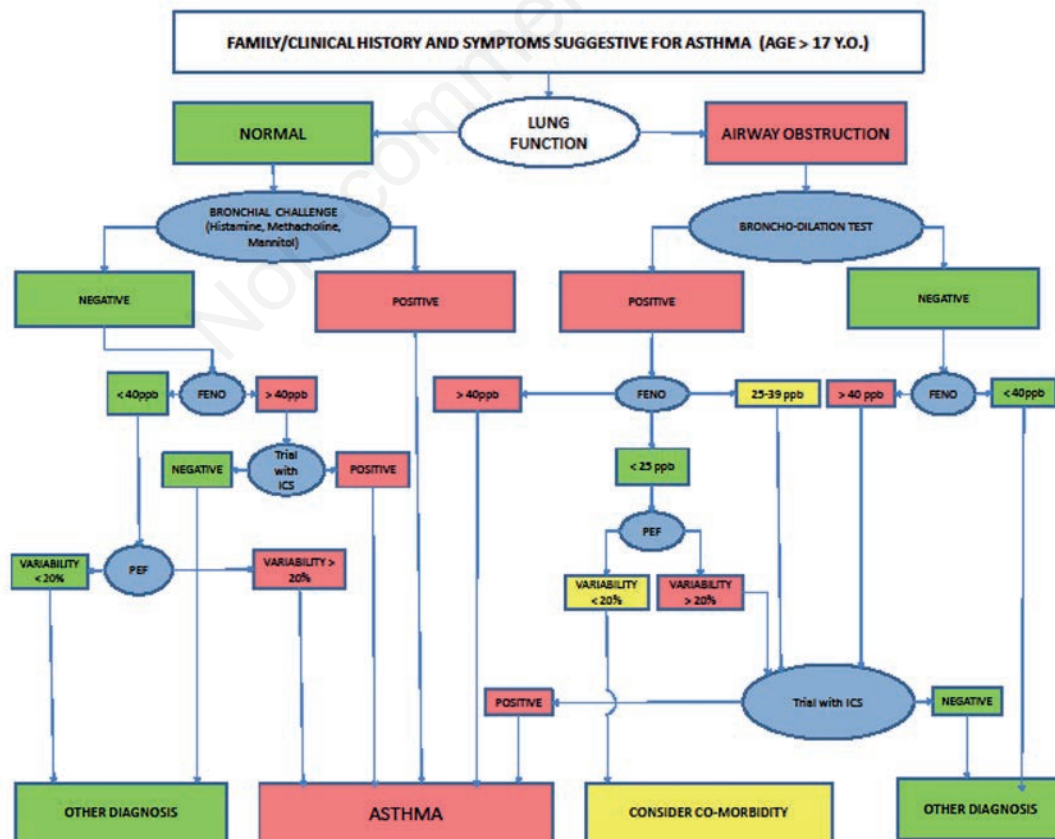 Non-comme
FAMILY/CLINICAL HISTORY AND SYMPTOMS SUGGESTIVE FOR ASTHMA (AGE > 17 Y.O.)
NORMAL
LUNG
FUNCTION
AIRWAY OBSTRUCTION
BRONCHIAL CHALLENGE
(Histamine, Methacholine,
Mannitol)
BRONCHO-DILATION TEST
NEGATIVE
POSITIVE
POSITIVE
NEGATIVE
< 40ppb
FENO
> 40ppb
> 40ppb
FENO
25-39 ppb
> 40 ppb
FENO
< 40ppb
NEGATIVE
Trial
with
ICS
POSITIVE
< 25 ppb
PEF
VARIABILITY
< 20%
PEF
VARIABILITY >
20%
VARIABILITY
< 20%
VARIABILITY
> 20%
POSITIVE
Trial with ICS
NEGATIVE
OTHER DIAGNOSIS
ASTHMA
CONSIDER CO-MORBIDITY
OTHER DIAGNOSIS